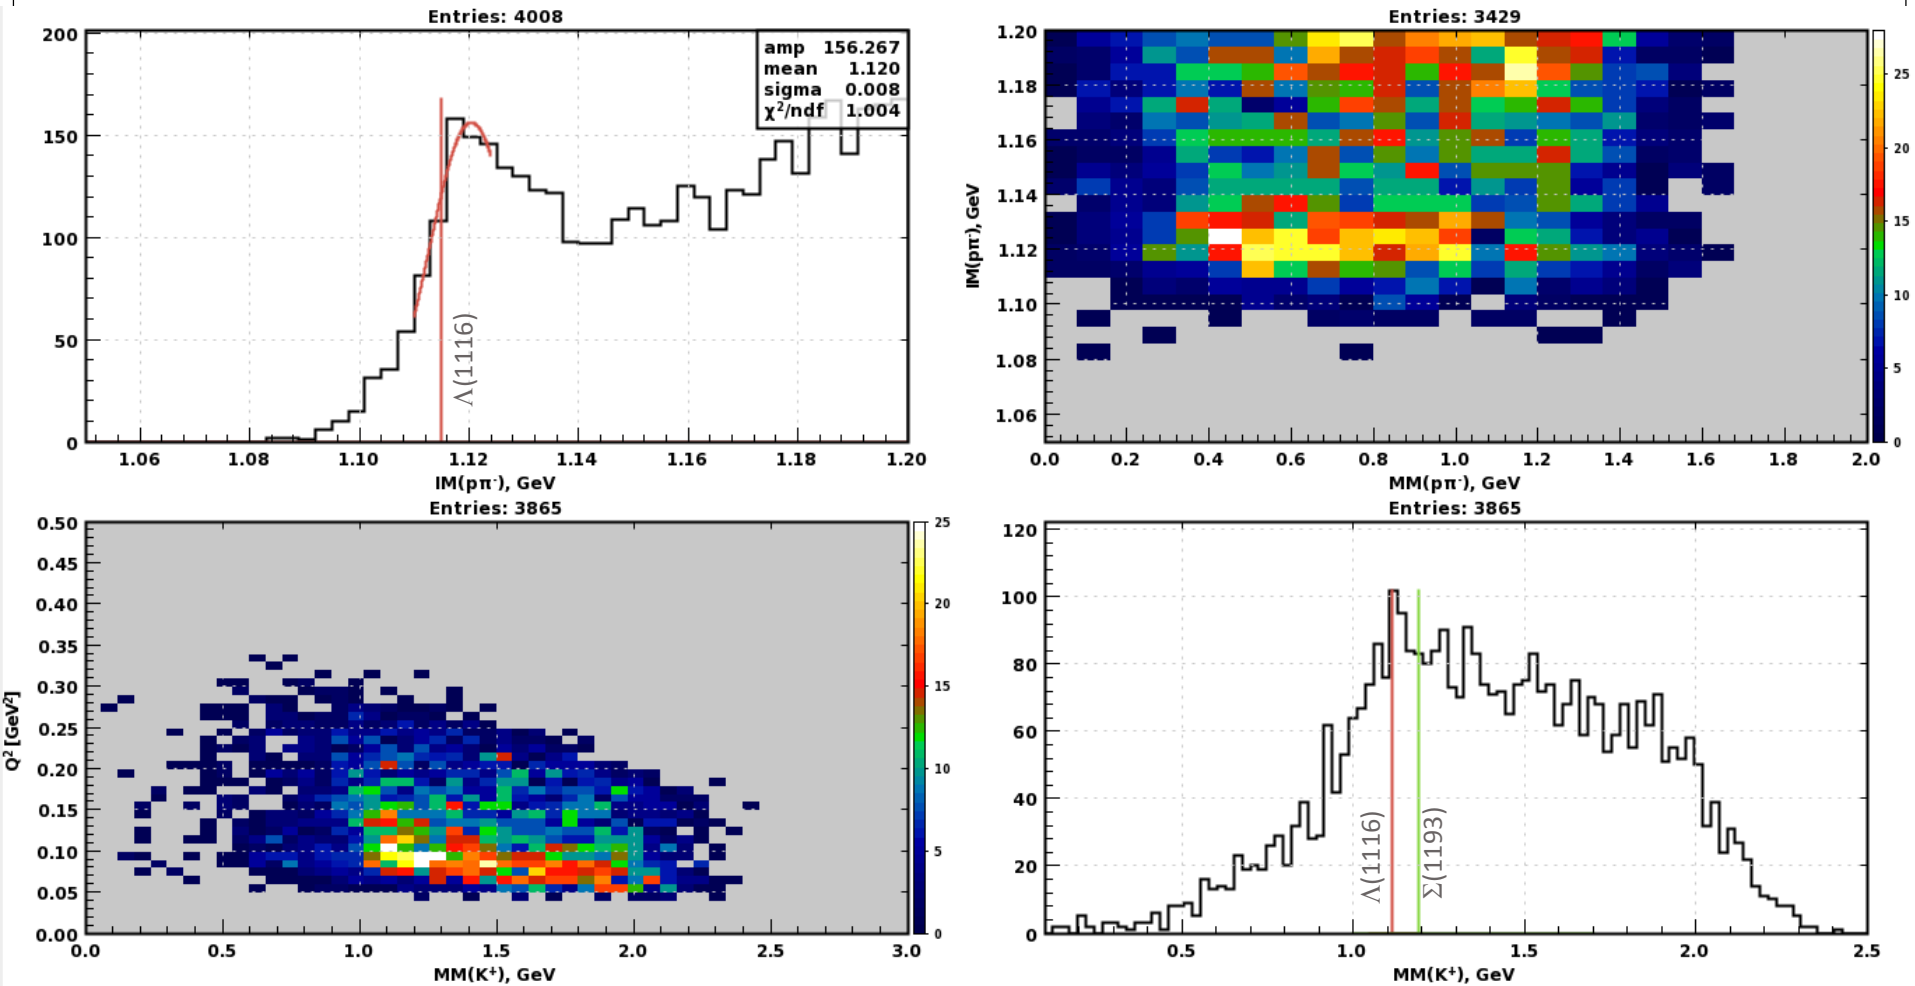 Entries: 4008
200
150
100
50
0
amp 156.267
mean 1.120
sigma 0.008
χ²/ndf 1.004
Λ(1116)
1.06 1.08 1.10 1.12 1.14 1.16 1.18 1.20
IM(pπ⁻), GeV
Entries: 3429
IM(pπ⁻), GeV
1.20
1.18
1.16
1.14
1.12
1.10
1.08
1.06
25
20
15
10
5
0
0.0 0.2 0.4 0.6 0.8 1.0 1.2 1.4 1.6 1.8 2.0
MM(pπ⁻), GeV
Entries: 3865
Q² [GeV²]
0.50
0.45
0.40
0.35
0.30
0.25
0.20
0.15
0.10
0.05
0.00
25
20
15
10
5
0
0.0 0.5 1.0 1.5 2.0 2.5 3.0
MM(K⁺), GeV
Entries: 3865
120
100
80
60
40
20
0
Λ(1116)
Σ(1193)
0.5 1.0 1.5 2.0 2.5
MM(K⁺), GeV